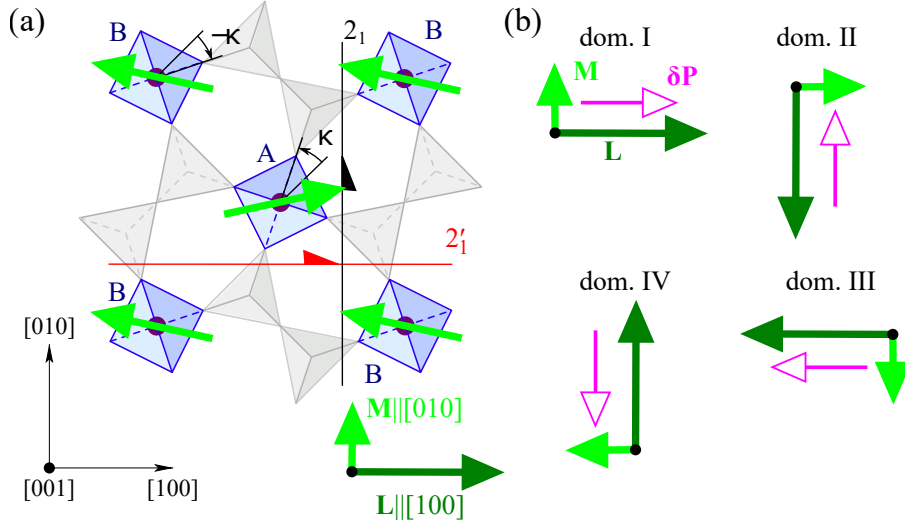 (a)
B
-κ
2₁
B
κ
A
2′₁
B
B
[010]
[001]
[100]
M||[010]
L||[100]
(b)
dom. I
M
δP
L
dom. II
dom. IV
dom. III